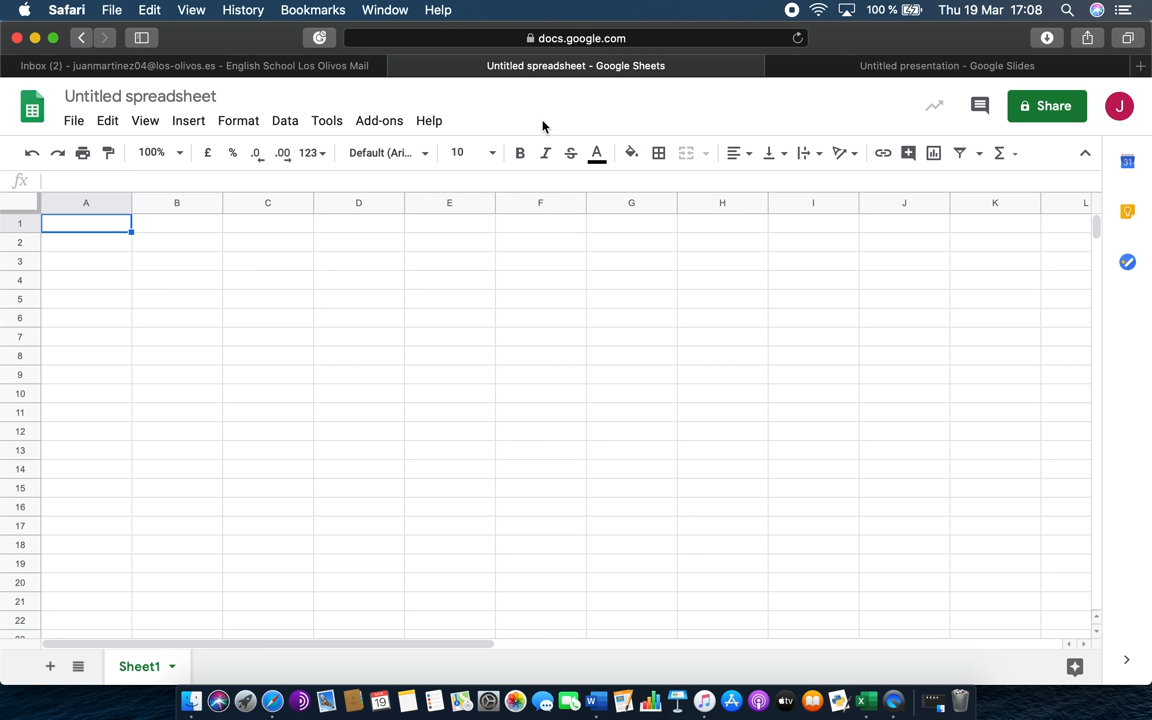 Safari File Edit View History Bookmarks Window Help 100 % Thu 19 Mar 17:08
docs.google.com
Inbox (2) - juanmartinez04@los-olivos.es - English School Los Olivos Mail
Untitled spreadsheet - Google Sheets
Untitled presentation - Google Slides
Untitled spreadsheet
File Edit View Insert Format Data Tools Add-ons Help
Share
J
100% £ % .0 .00 123 Default (Ari... 10 B I S A Σ
31
fx
A B C D E F G H I J K L
1
2
3
4
5
6
7
8
9
10
11
12
13
14
15
16
17
18
19
20
21
22
Sheet1
19
tv